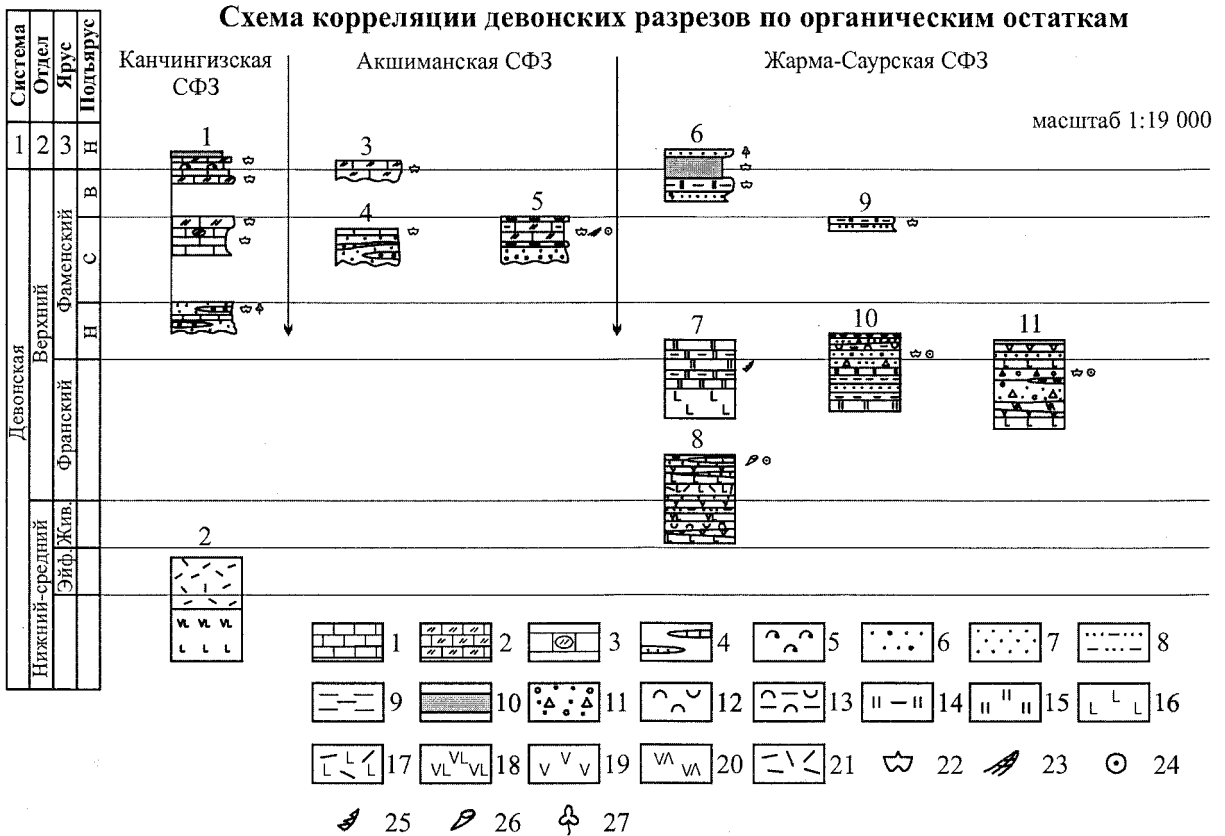 Схема корреляции девонских разрезов по органическим остаткам
Система
Отдел
Ярус
Подъярус
Канчингизская
СФЗ
Акшиманская СФЗ
Жарма-Саурская СФЗ
масштаб 1:19 000
1 2 3 Н
Девонская
Верхний
Нижний-средний
Фаменский
Франский
Жив.
Эйф.
В
С
Н
1
3
6
4
5
9
7
10
11
8
2
1 2 3 4 5 6 7 8
9 10 11 12 13 14 15 16
17 18 19 20 21 22 23 24
25 26 27